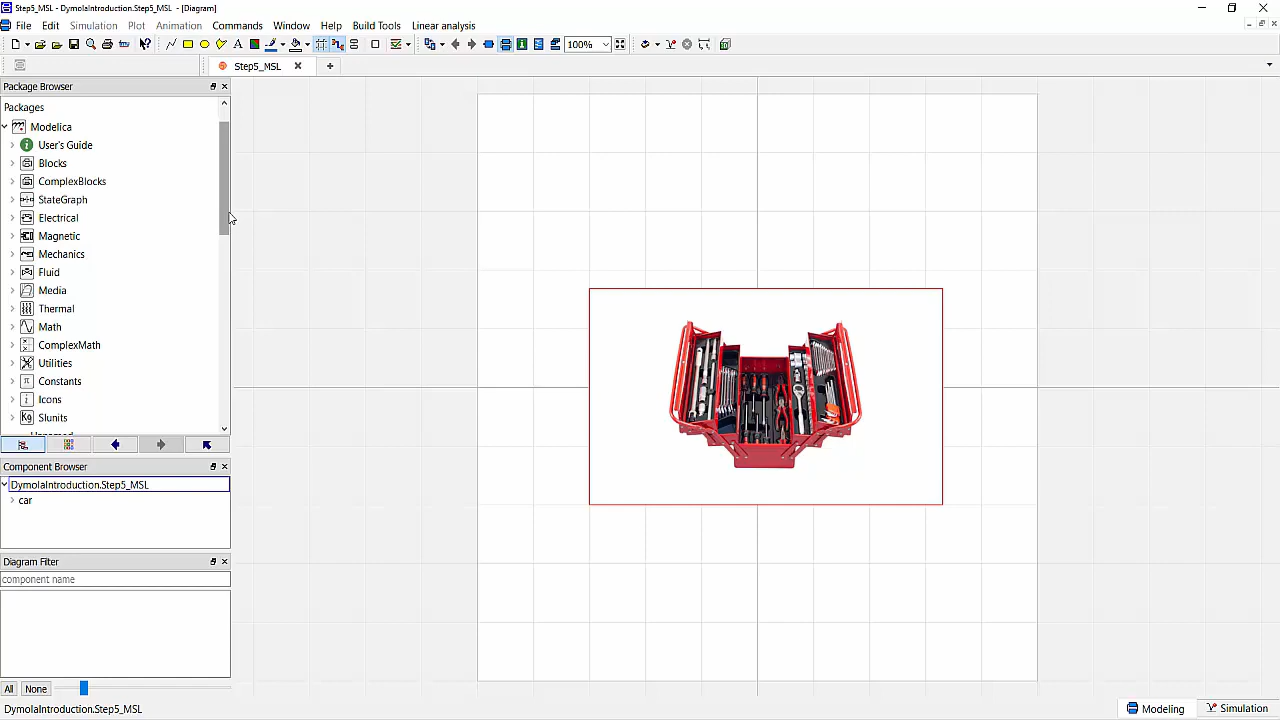 Step5_MSL - DymolaIntroduction.Step5_MSL - [Diagram]
File Edit Simulation Plot Animation Commands Window Help Build Tools Linear analysis
100%
Step5_MSL
Package Browser
Packages
Modelica
User's Guide
Blocks
ComplexBlocks
StateGraph
Electrical
Magnetic
Mechanics
Fluid
Media
Thermal
Math
ComplexMath
Utilities
Constants
Icons
SIunits
Component Browser
DymolaIntroduction.Step5_MSL
car
Diagram Filter
component name
All None
DymolaIntroduction.Step5_MSL
Modeling Simulation